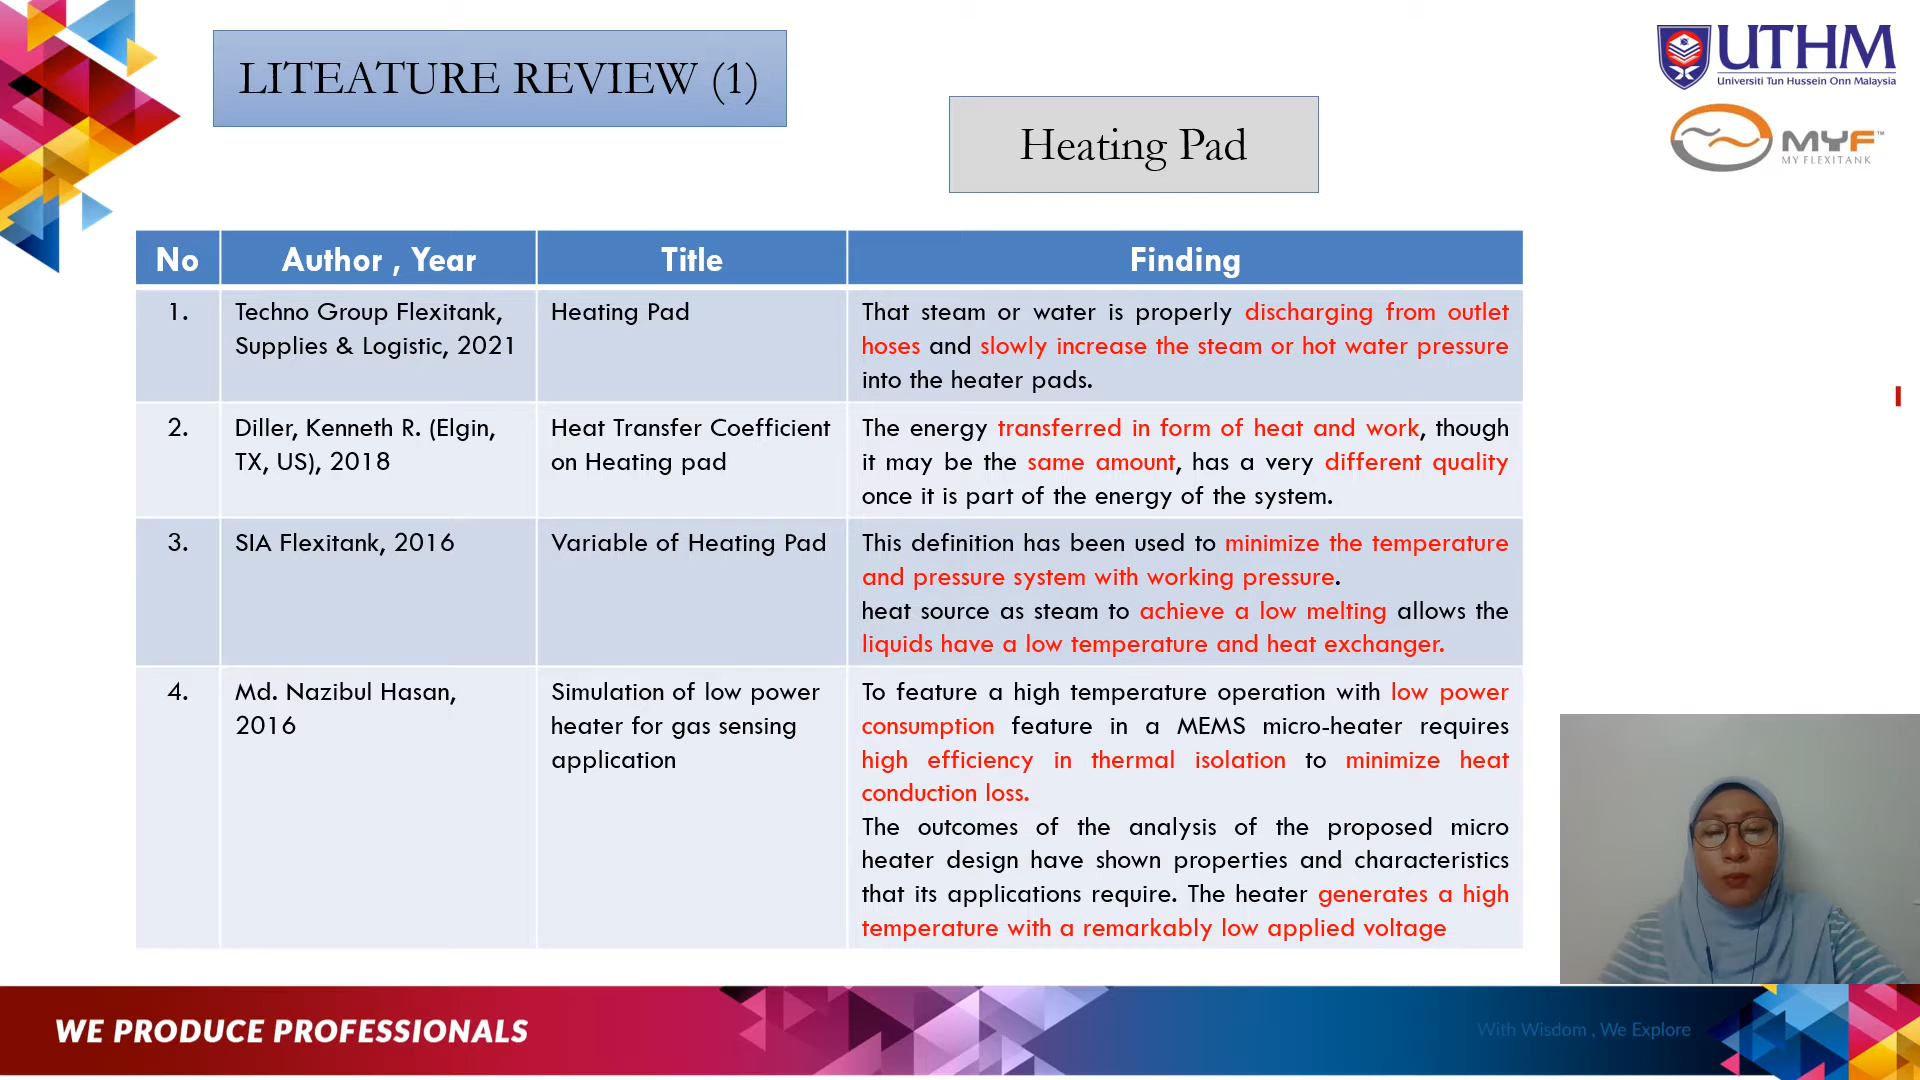 LITEATURE REVIEW (1)
Heating Pad
UTHM
Universiti Tun Hussein Onn Malaysia
MYF™
MY FLEXITANK
No
Author , Year
Title
Finding
1.
Techno Group Flexitank,
Supplies & Logistic, 2021
Heating Pad
That steam or water is properly discharging from outlet
hoses and slowly increase the steam or hot water pressure
into the heater pads.
2.
Diller, Kenneth R. (Elgin,
TX, US), 2018
Heat Transfer Coefficient
on Heating pad
The energy transferred in form of heat and work, though
it may be the same amount, has a very different quality
once it is part of the energy of the system.
3.
SIA Flexitank, 2016
Variable of Heating Pad
This definition has been used to minimize the temperature
and pressure system with working pressure.
heat source as steam to achieve a low melting allows the
liquids have a low temperature and heat exchanger.
4.
Md. Nazibul Hasan,
2016
Simulation of low power
heater for gas sensing
application
To feature a high temperature operation with low power
consumption feature in a MEMS micro-heater requires
high efficiency in thermal isolation to minimize heat
conduction loss.
The outcomes of the analysis of the proposed micro
heater design have shown properties and characteristics
that its applications require. The heater generates a high
temperature with a remarkably low applied voltage
WE PRODUCE PROFESSIONALS
With Wisdom , We Explore